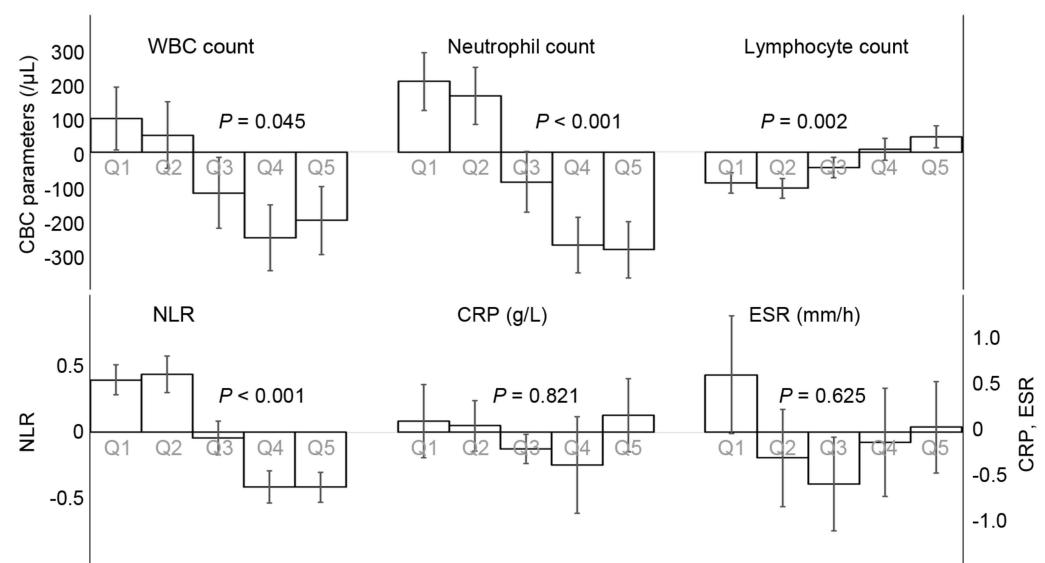 WBC count
Neutrophil count
Lymphocyte count
300
200
100
0
-100
-200
-300
CBC parameters (/µL)
P = 0.045
P < 0.001
P = 0.002
Q1 Q2 Q3 Q4 Q5
Q1 Q2 Q3 Q4 Q5
Q1 Q2 Q3 Q4 Q5
NLR
CRP (g/L)
ESR (mm/h)
0.5
0
-0.5
NLR
P < 0.001
P = 0.821
P = 0.625
Q1 Q2 Q3 Q4 Q5
Q1 Q2 Q3 Q4 Q5
Q1 Q2 Q3 Q4 Q5
1.0
0.5
0
-0.5
-1.0
CRP, ESR